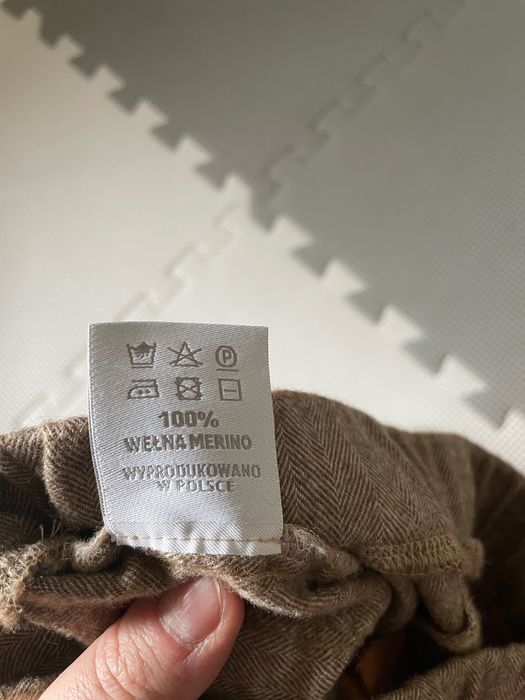 P
100%
WEŁNA MERINO
WYPRODUKOWANO
W POLSCE